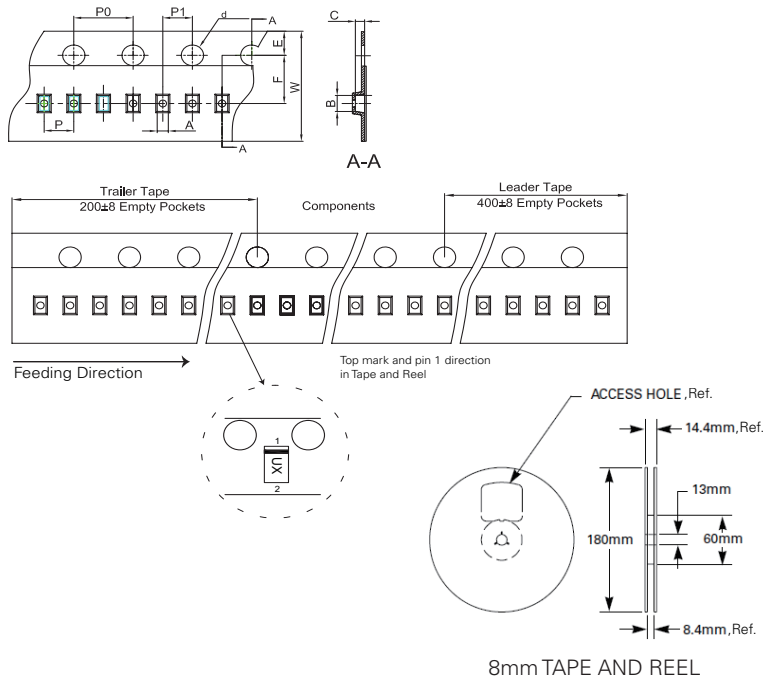 P0
P1
d
A
E
F
W
P
A
A
C
B
A-A
Trailer Tape
200±8 Empty Pockets
Components
Leader Tape
400±8 Empty Pockets
Feeding Direction
Top mark and pin 1 direction
in Tape and Reel
1
UX
2
ACCESS HOLE,Ref.
14.4mm,Ref.
13mm
180mm
60mm
8.4mm,Ref.
8mm TAPE AND REEL